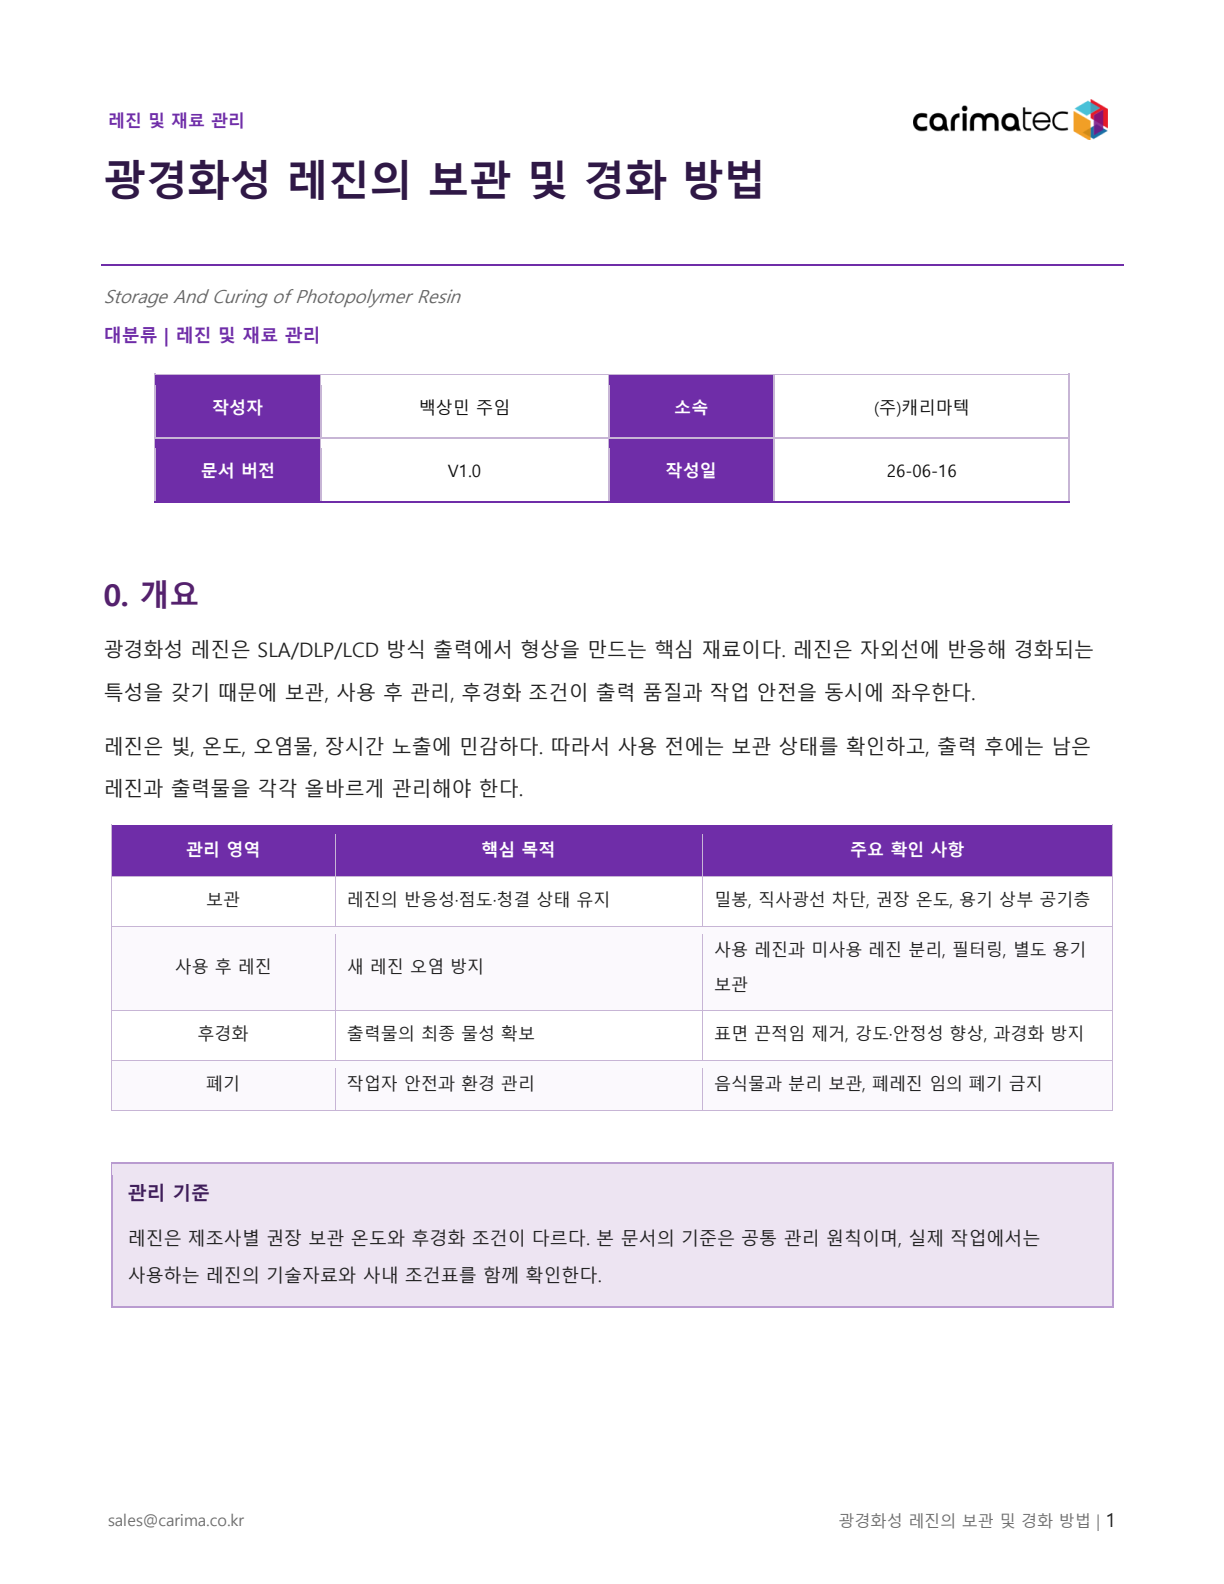 레진 및 재료 관리
carimatec
광경화성 레진의 보관 및 경화 방법
Storage And Curing of Photopolymer Resin
대분류 | 레진 및 재료 관리
작성자 백상민 주임 소속 (주)캐리마텍
문서 버전 V1.0 작성일 26-06-16
0. 개요
광경화성 레진은 SLA/DLP/LCD 방식 출력에서 형상을 만드는 핵심 재료이다. 레진은 자외선에 반응해 경화되는
특성을 갖기 때문에 보관, 사용 후 관리, 후경화 조건이 출력 품질과 작업 안전을 동시에 좌우한다.
레진은 빛, 온도, 오염물, 장시간 노출에 민감하다. 따라서 사용 전에는 보관 상태를 확인하고, 출력 후에는 남은
레진과 출력물을 각각 올바르게 관리해야 한다.
관리 영역 핵심 목적 주요 확인 사항
보관 레진의 반응성·점도·청결 상태 유지 밀봉, 직사광선 차단, 권장 온도, 용기 상부 공기층
사용 후 레진 새 레진 오염 방지 사용 레진과 미사용 레진 분리, 필터링, 별도 용기
보관
후경화 출력물의 최종 물성 확보 표면 끈적임 제거, 강도·안정성 향상, 과경화 방지
폐기 작업자 안전과 환경 관리 음식물과 분리 보관, 폐레진 임의 폐기 금지
관리 기준
레진은 제조사별 권장 보관 온도와 후경화 조건이 다르다. 본 문서의 기준은 공통 관리 원칙이며, 실제 작업에서는
사용하는 레진의 기술자료와 사내 조건표를 함께 확인한다.
sales@carima.co.kr
광경화성 레진의 보관 및 경화 방법 | 1